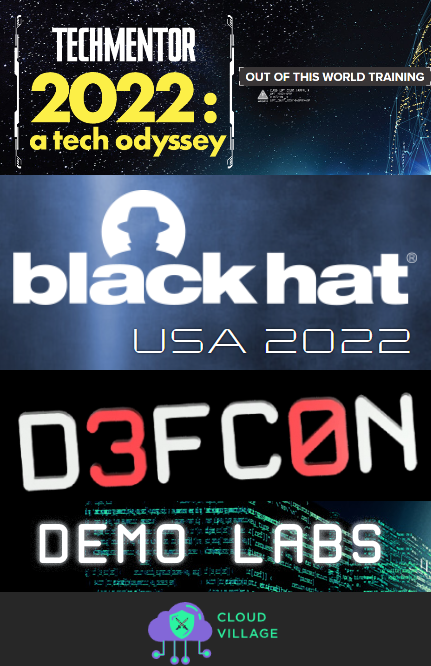 TECHMENTOR
2022:
a tech odyssey
OUT OF THIS WORLD TRAINING
black hat®
USA 2022
D3FC0N
DEMO LABS
CLOUD
VILLAGE